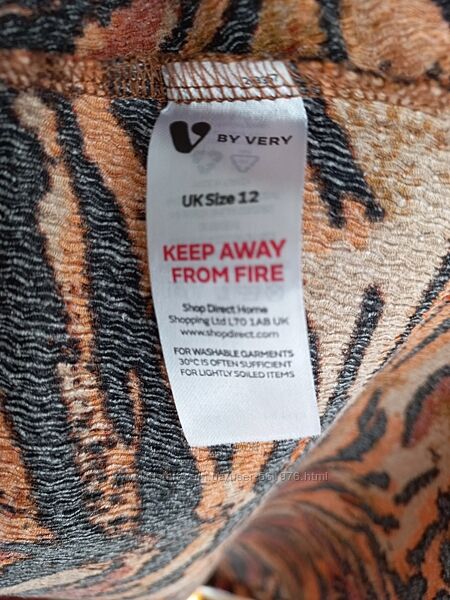 BY VERY
UK Size 12
KEEP AWAY
FROM FIRE
Shop Direct Home
Shopping Ltd L70 1AB UK
www.shopdirect.com
FOR WASHABLE GARMENTS
30°C IS OFTEN SUFFICIENT
FOR LIGHTLY SOILED ITEMS